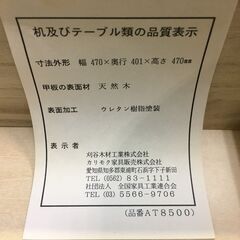 机及びテーブル類の品質表示
寸法外形 幅 470×奥行 401×高さ 470mm
甲板の表面材 天然木
表面加工 ウレタン樹脂塗装
表示者 刈谷木材工業株式会社
カリモク家具販売株式会社
愛知県知多郡東浦町石浜字下子新田
TEL (0562) 83-1111
社団法人 全国家具工業連合会
TEL (03) 5566-9706
(品番AT8500)